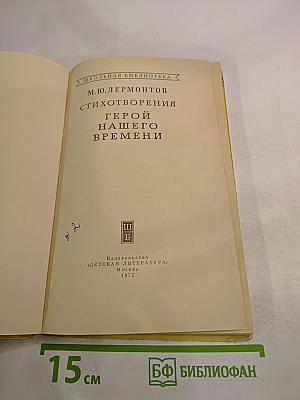 ШКОЛЬНАЯ БИБЛИОТЕКА
М.Ю. ЛЕРМОНТОВ
СТИХОТВОРЕНИЯ
ГЕРОЙ
НАШЕГО
ВРЕМЕНИ
Издательство
«ДЕТСКАЯ ЛИТЕРАТУРА»
Москва
1972
15 см
БФ БИБЛИОФАН